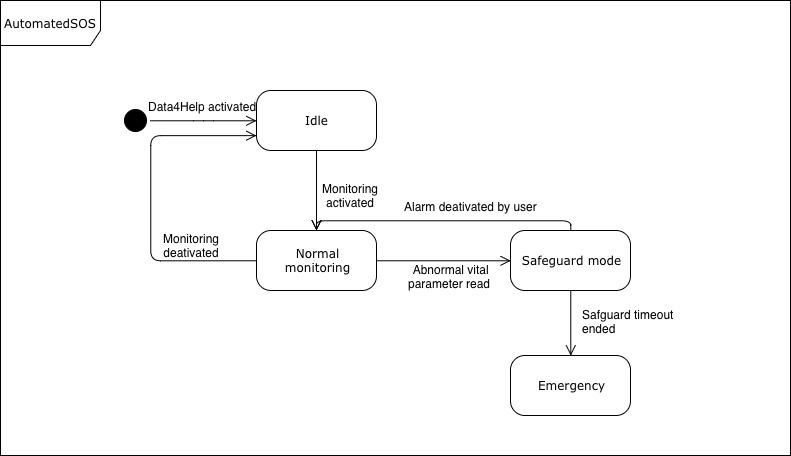 AutomatedSOS
Data4Help activated
Idle
Monitoring
activated
Alarm deativated by user
Monitoring
deativated
Normal
monitoring
Safeguard mode
Abnormal vital
parameter read
Safguard timeout
ended
Emergency